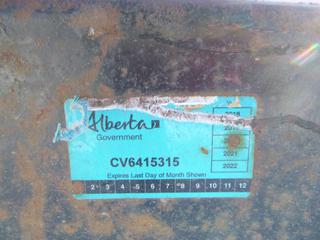 Alberta
Government
CV6415315
2021
2022
Expires Last Day of Month Shown
2 3 4 5 6 7 8 9 10 11 12